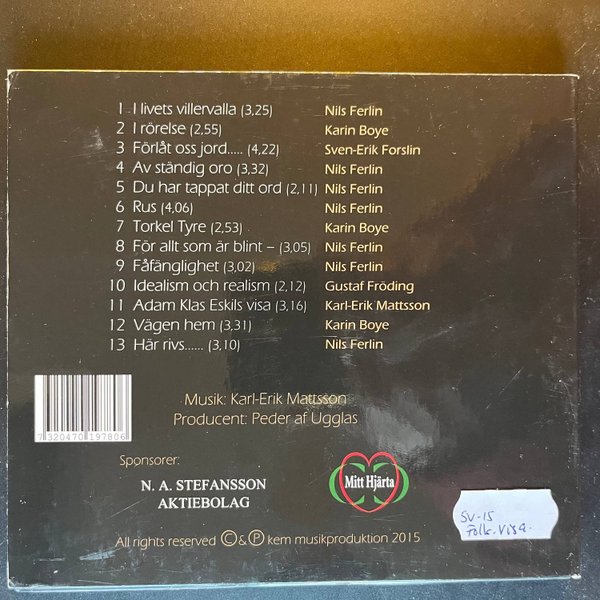 1 I livets villervalla (3,25) Nils Ferlin
2 I rörelse (2,55) Karin Boye
3 Förlåt oss jord..... (4,22) Sven-Erik Forslin
4 Av ständig oro (3,32) Nils Ferlin
5 Du har tappat ditt ord (2,11) Nils Ferlin
6 Rus (4,06) Nils Ferlin
7 Torkel Tyre (2,53) Karin Boye
8 För allt som är blint – (3,05) Nils Ferlin
9 Fåfänglighet (3,02) Nils Ferlin
10 Idealism och realism (2,12) Gustaf Fröding
11 Adam Klas Eskils visa (3,16) Karl-Erik Mattsson
12 Vägen hem (3,31) Karin Boye
13 Här rivs...... (3,10) Nils Ferlin
Musik: Karl-Erik Mattsson
Producent: Peder af Ugglas
7 320470 197806
Sponsorer:
N. A. STEFANSSON
AKTIEBOLAG
Mitt Hjärta
SV-15
Folk. Visa.
All rights reserved ©&℗ kem musikproduktion 2015